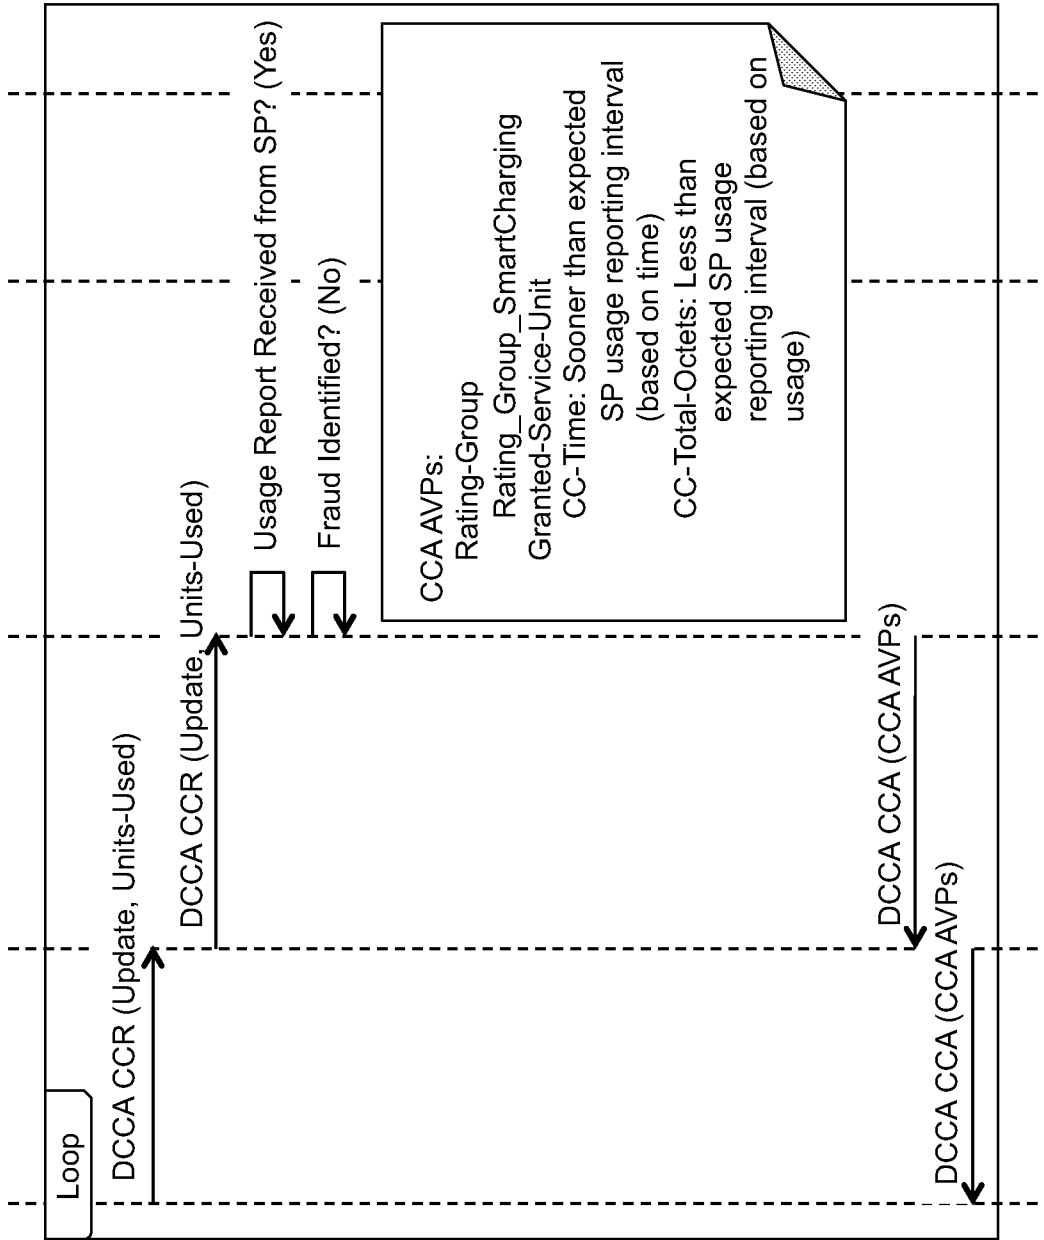 Loop
DCCA CCR (Update, Units-Used)
DCCA CCR (Update, Units-Used)
Usage Report Received from SP? (Yes)
Fraud Identified? (No)
CCA AVPs:
Rating-Group
Rating_Group_SmartCharging
Granted-Service-Unit
CC-Time: Sooner than expected
SP usage reporting interval
(based on time)
CC-Total-Octets: Less than
expected SP usage
reporting interval (based on
usage)
DCCA CCA (CCA AVPs)
DCCA CCA (CCA AVPs)